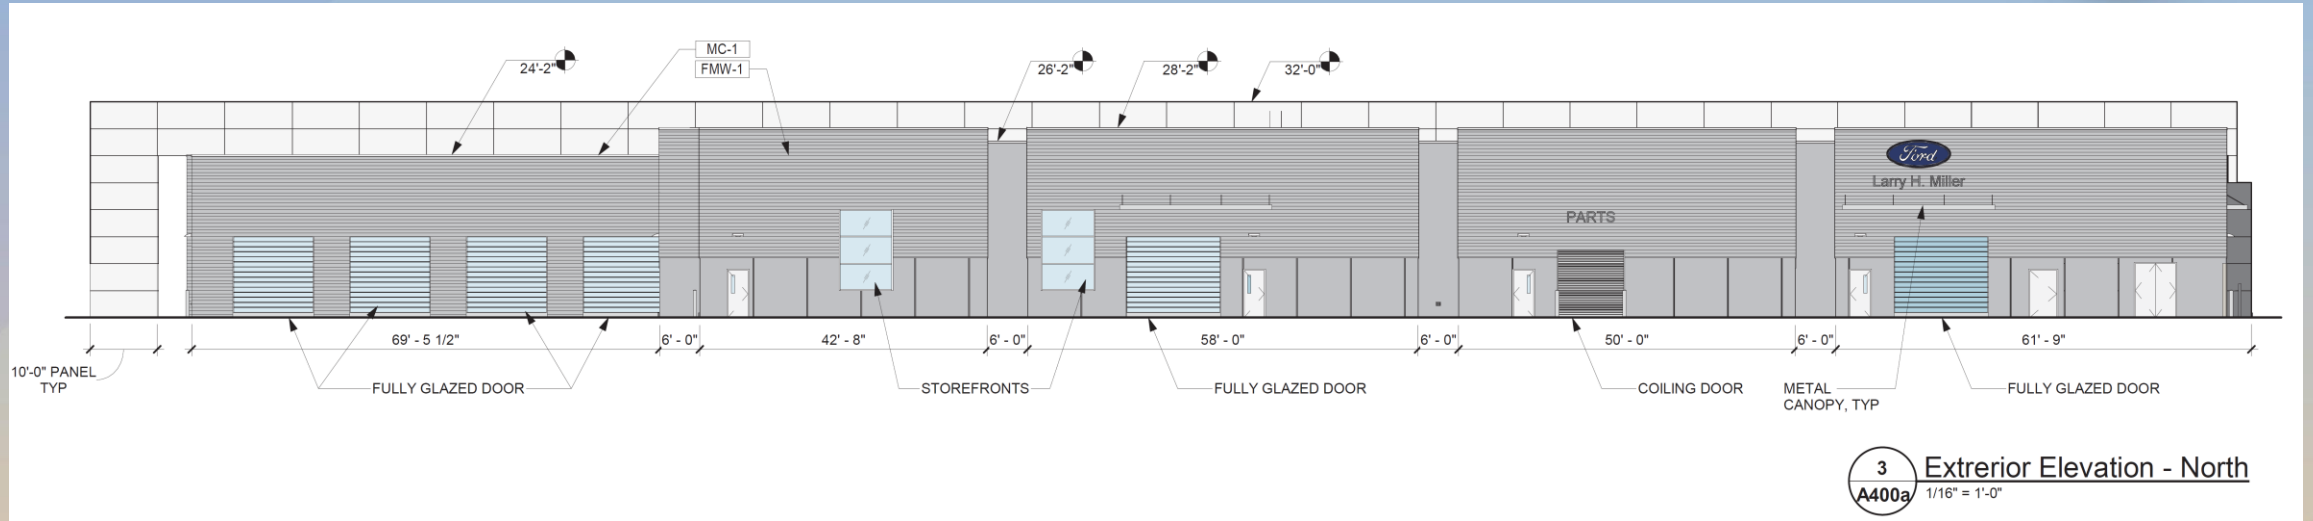 MC-1
FMW-1
24'-2"
26'-2"
28'-2"
32'-0"
Ford
Larry H. Miller
PARTS
69' - 5 1/2"
6' - 0"
42' - 8"
6' - 0"
58' - 0"
6' - 0"
50' - 0"
6' - 0"
61' - 9"
10'-0" PANEL
TYP
FULLY GLAZED DOOR
STOREFRONTS
FULLY GLAZED DOOR
COILING DOOR
METAL
CANOPY, TYP
FULLY GLAZED DOOR
3
A400a
Extrerior Elevation - North
1/16" = 1'-0"